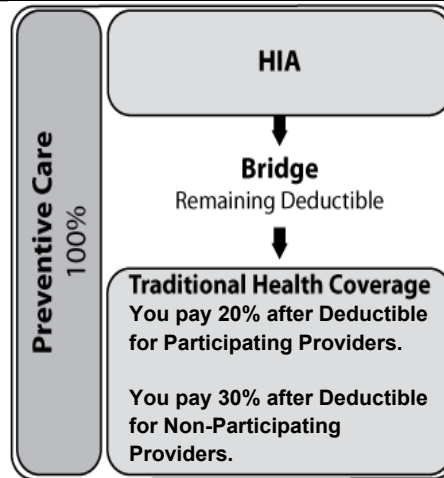 Preventive Care
100%
HIA
Bridge
Remaining Deductible
Traditional Health Coverage
You pay 20% after Deductible
for Participating Providers.
You pay 30% after Deductible
for Non-Participating
Providers.